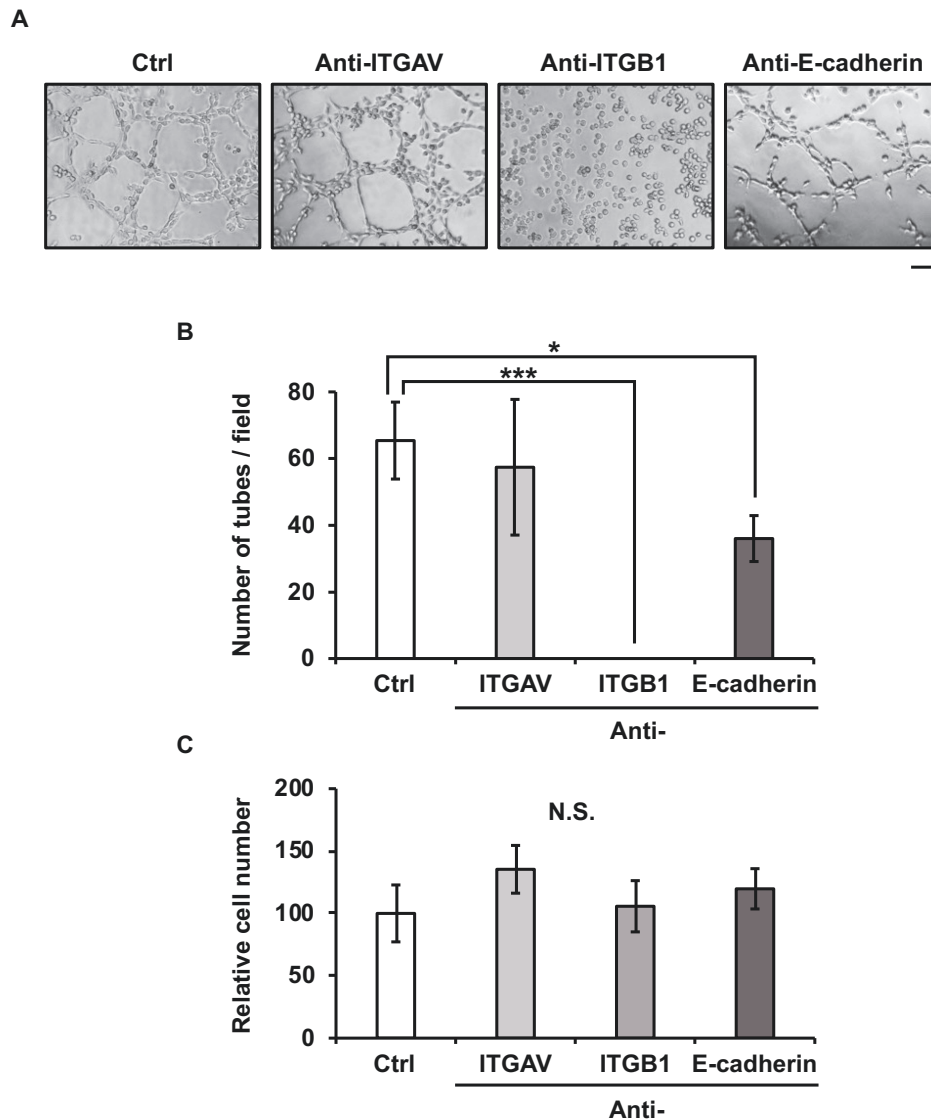 A
Ctrl Anti-ITGAV Anti-ITGB1 Anti-E-cadherin
B
*
***
Number of tubes / field
80
60
40
20
0
Ctrl ITGAV ITGB1 E-cadherin
Anti-
C
Relative cell number
200
150
100
50
0
N.S.
Ctrl ITGAV ITGB1 E-cadherin
Anti-